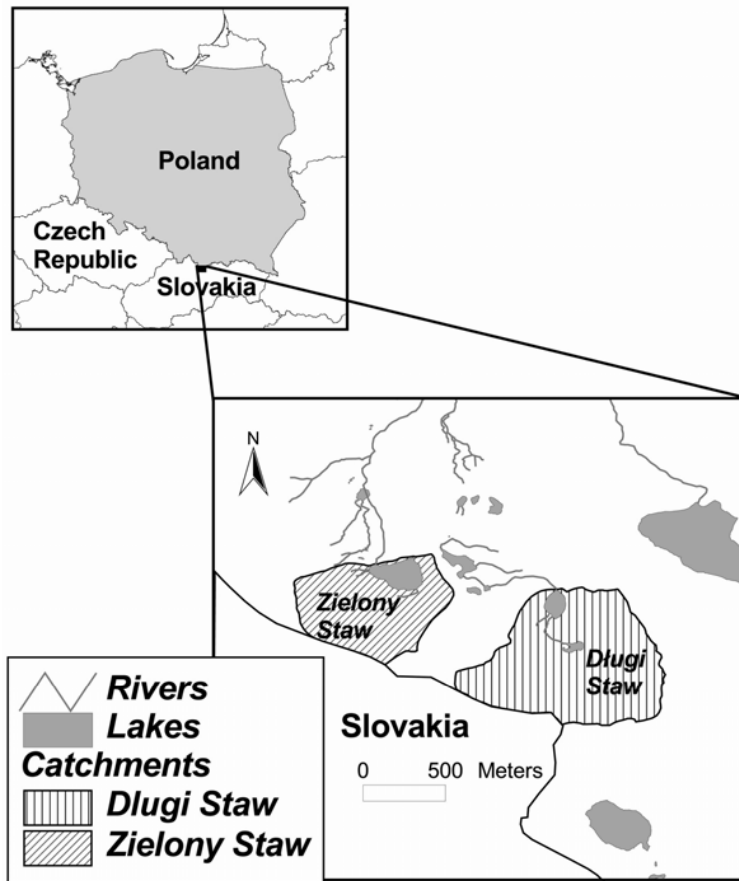 Poland
Czech
Republic
Slovakia
N
Zielony
Staw
Długi
Staw
Slovakia
0 500 Meters
Rivers
Lakes
Catchments
Dlugi Staw
Zielony Staw